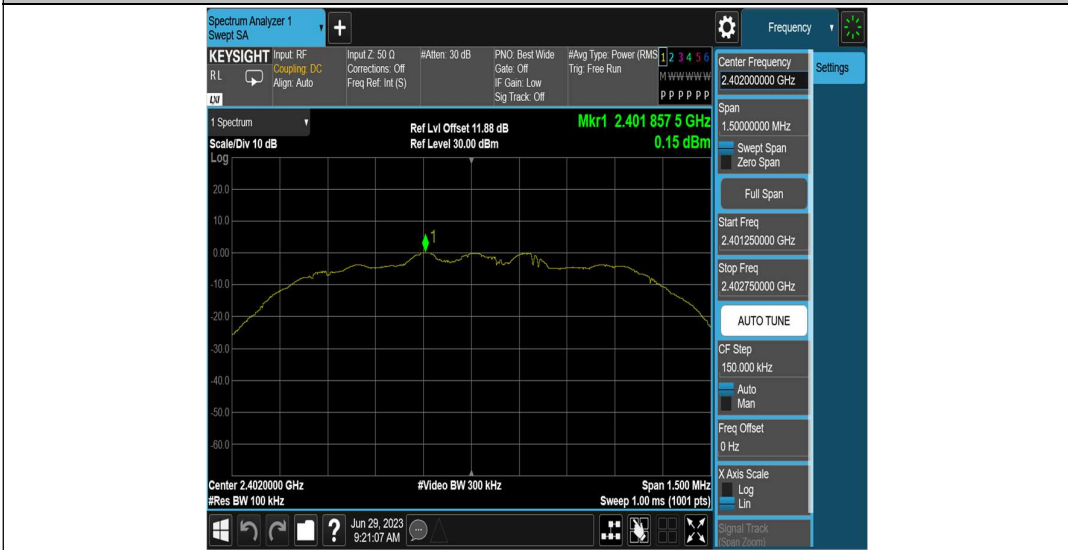 Spectrum Analyzer 1
Swept SA
Frequency
KEYSIGHT
RL
LXI
Input: RF
Coupling: DC
Align: Auto
Input Z: 50 Ω
Corrections: Off
Freq Ref: Int (S)
#Atten: 30 dB
PNO: Best Wide
Gate: Off
IF Gain: Low
Sig Track: Off
#Avg Type: Power (RMS
Trig: Free Run
1 2 3 4 5 6
M W W W W W
P P P P P P
1 Spectrum
Scale/Div 10 dB
Log
Ref Lvl Offset 11.88 dB
Ref Level 30.00 dBm
Mkr1 2.401 857 5 GHz
0.15 dBm
20.0
10.0
0.00
-10.0
-20.0
-30.0
-40.0
-50.0
-60.0
1
Center 2.4020000 GHz
#Res BW 100 kHz
#Video BW 300 kHz
Span 1.500 MHz
Sweep 1.00 ms (1001 pts)
?
Jun 29, 2023
9:21:07 AM
Center Frequency
2.402000000 GHz
Settings
Span
1.50000000 MHz
Swept Span
Zero Span
Full Span
Start Freq
2.401250000 GHz
Stop Freq
2.402750000 GHz
AUTO TUNE
CF Step
150.000 kHz
Auto
Man
Freq Offset
0 Hz
X Axis Scale
Log
Lin
Signal Track
(Span Zoom)